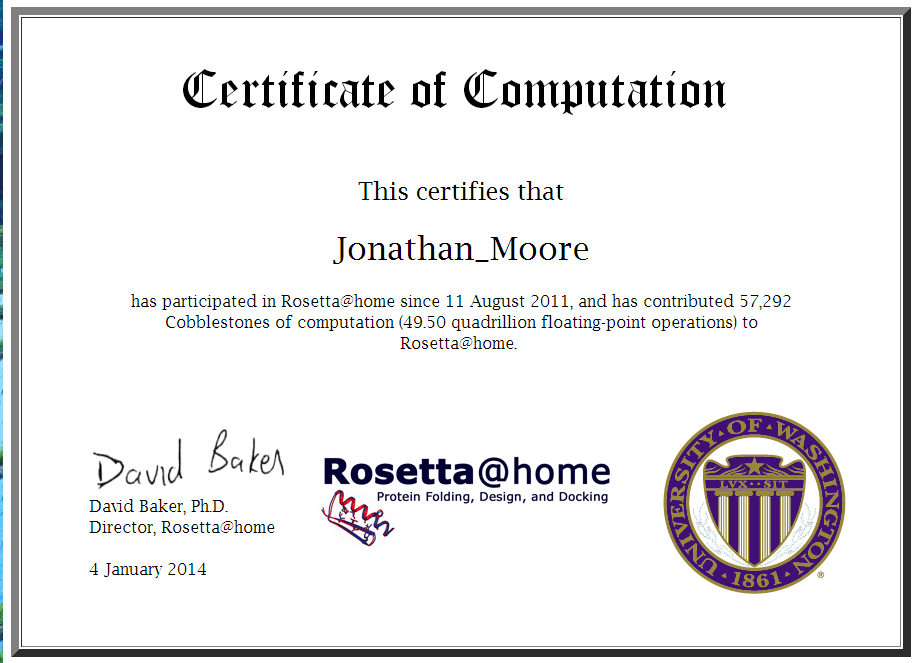 Certificate of Computation
This certifies that
Jonathan_Moore
has participated in Rosetta@home since 11 August 2011, and has contributed 57,292
Cobblestones of computation (49.50 quadrillion floating-point operations) to
Rosetta@home.
David Baker
David Baker, Ph.D.
Director, Rosetta@home
4 January 2014
Rosetta@home
Protein Folding, Design, and Docking
UNIVERSITY · OF · WASHINGTON
LVX · · SIT
· 1861 ·
®